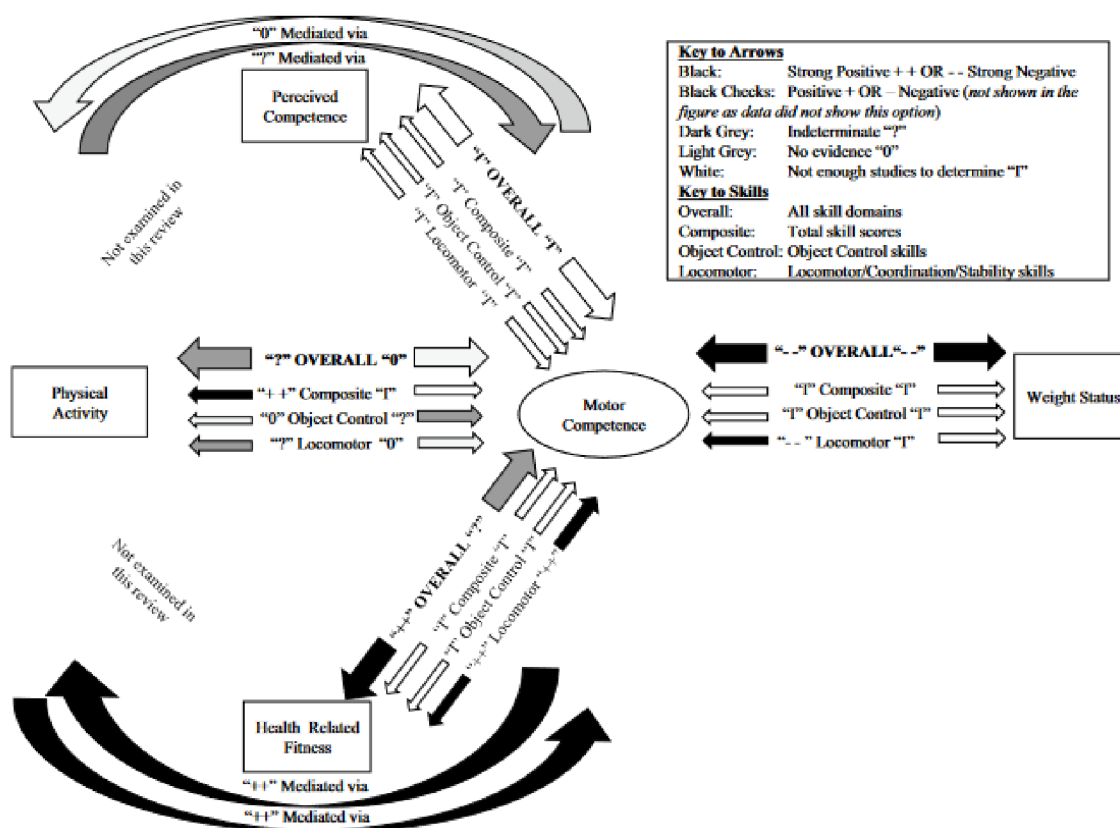 “0” Mediated via
“?” Mediated via
Perceived
Competence
Key to Arrows
Black: Strong Positive + + OR - - Strong Negative
Black Checks: Positive + OR – Negative (not shown in the
figure as data did not show this option)
Dark Grey: Indeterminate “?”
Light Grey: No evidence “0”
White: Not enough studies to determine “I”
Key to Skills
Overall: All skill domains
Composite: Total skill scores
Object Control: Object Control skills
Locomotor: Locomotor/Coordination/Stability skills
Not examined in
this review
“I” OVERALL “I”
“I” Composite “I”
“I” Object Control “I”
“I” Locomotor “I”
Physical
Activity
“?” OVERALL “0”
“+ +” Composite “I”
“0” Object Control “?”
“?” Locomotor “0”
Motor
Competence
“- -” OVERALL“- -”
“I” Composite “I”
“I” Object Control “I”
“- - ” Locomotor “I”
Weight Status
Not examined in
this review
“++” OVERALL “?”
“I” Composite “I”
“I” Object Control “I”
“++” Locomotor “++”
Health Related
Fitness
“++” Mediated via
“++” Mediated via